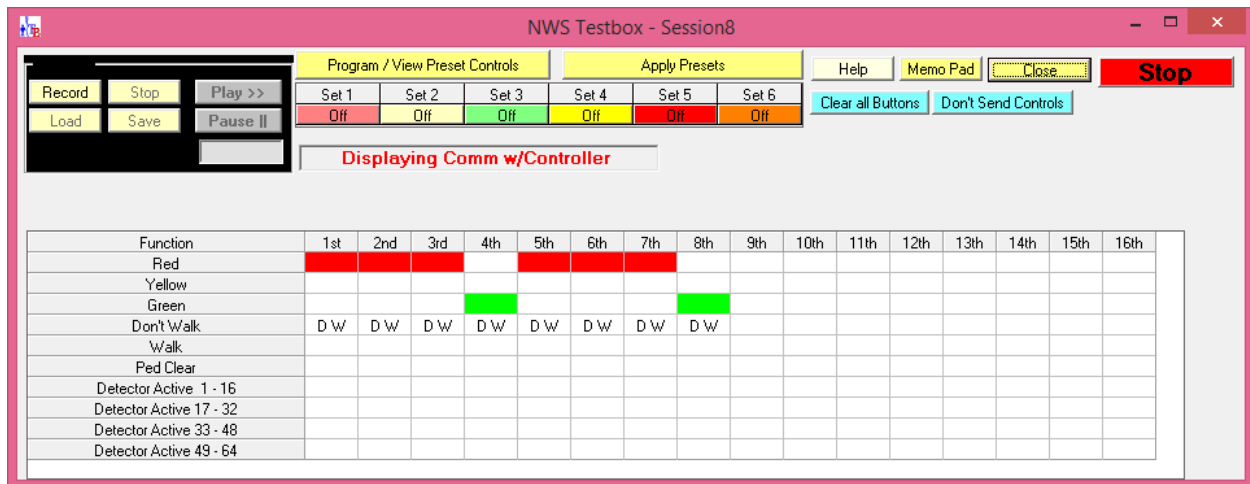 NWS Testbox - Session8
Program / View Preset Controls Apply Presets Help Memo Pad Close Stop
Record Stop Play >> Set 1 Set 2 Set 3 Set 4 Set 5 Set 6 Clear all Buttons Don't Send Controls
Load Save Pause || Off Off Off Off Off Off
Displaying Comm w/Controller
Function 1st 2nd 3rd 4th 5th 6th 7th 8th 9th 10th 11th 12th 13th 14th 15th 16th
Red
Yellow
Green
Don't Walk D W D W D W D W D W D W D W D W
Walk
Ped Clear
Detector Active 1 - 16
Detector Active 17 - 32
Detector Active 33 - 48
Detector Active 49 - 64